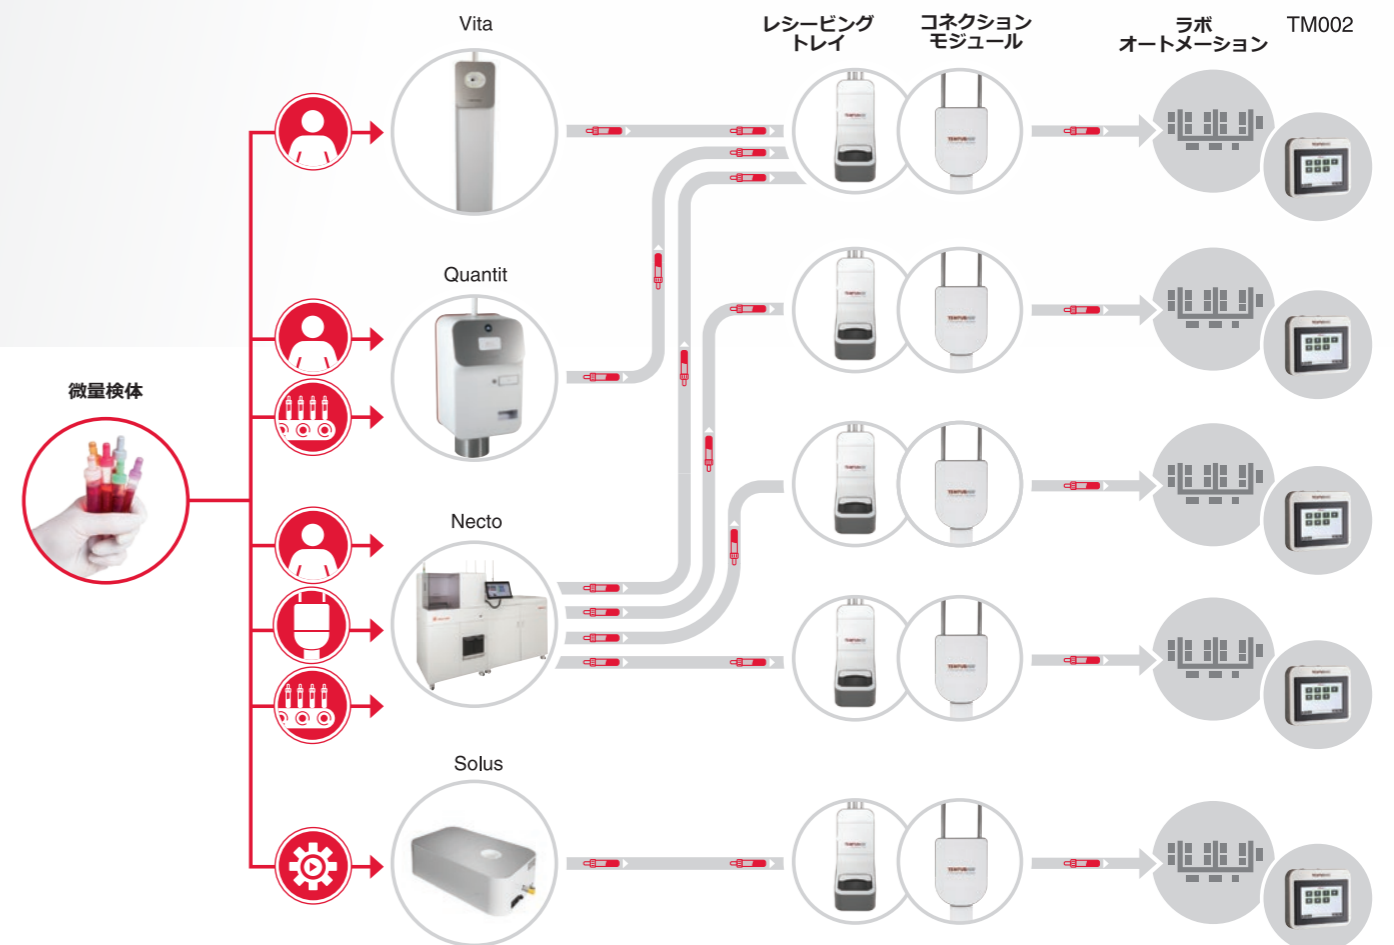 Vita
レシービング
トレイ
コネクション
モジュール
ラボ
オートメーション
TM002
Quantit
微量検体
Necto
Solus